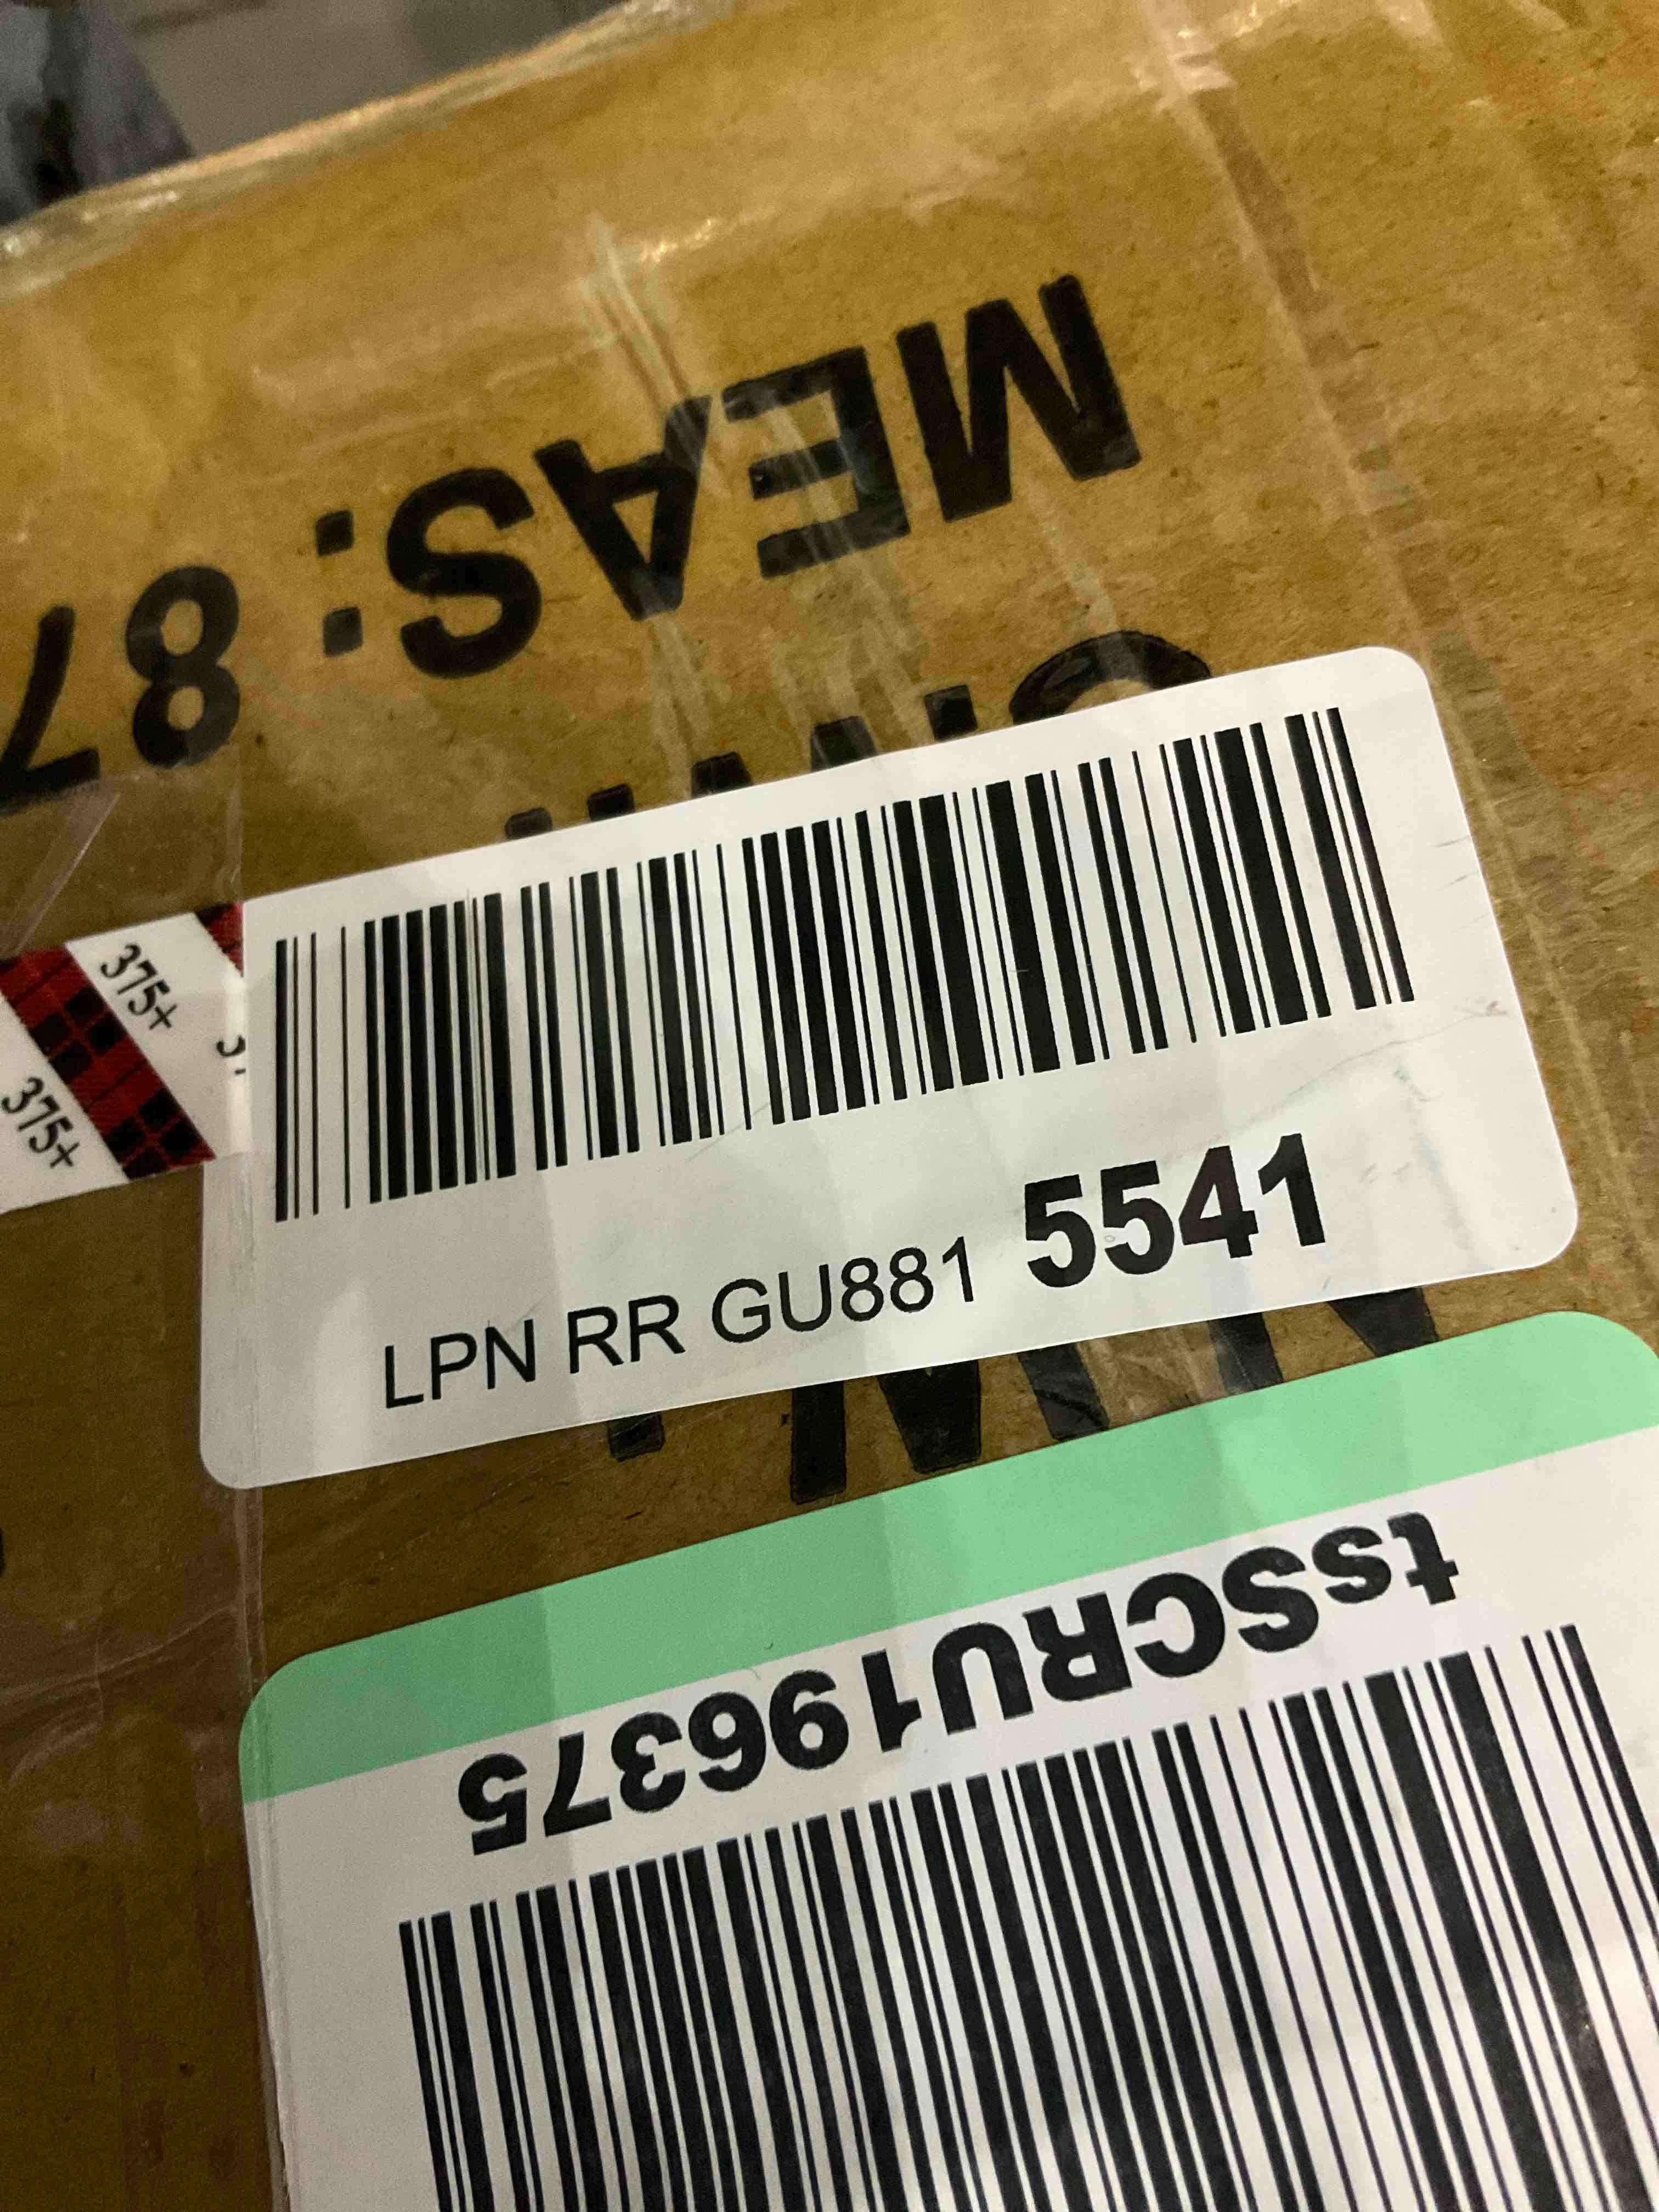 MEAS: 87
375+
375+
LPN RR GU881 5541
tsSCRU196375